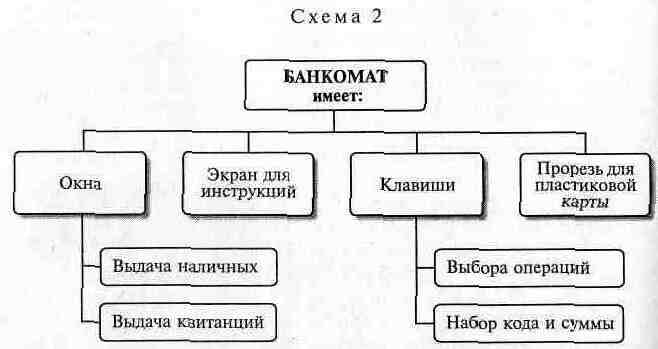 Схема 2
БАНКОМАТ
имеет:
Окна
Экран для
инструкций
Клавиши
Прорезь для
пластиковой
карты
Выдача наличных
Выдача квитанций
Выбора операций
Набор кода и суммы